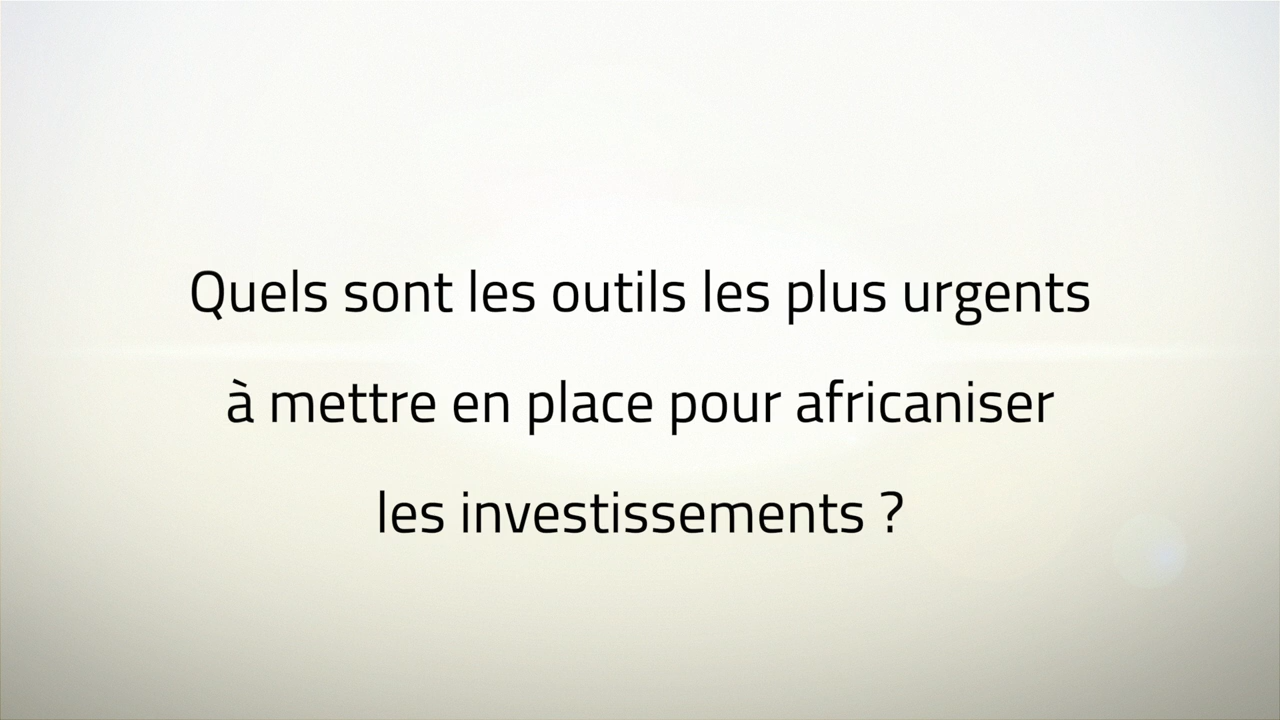 Quels sont les outils les plus urgents
à mettre en place pour africaniser
les investissements ?